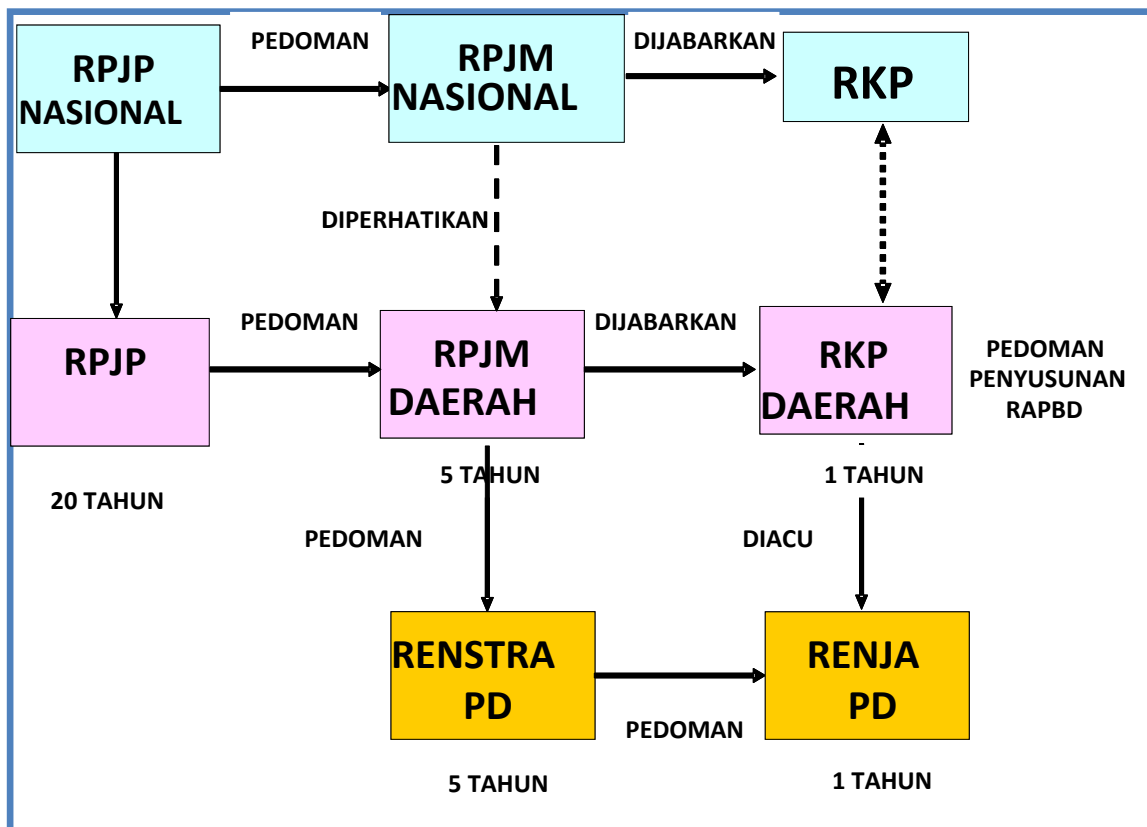 RPJP
NASIONAL
PEDOMAN
RPJM
NASIONAL
DIJABARKAN
RKP
DIPERHATIKAN
RPJP
PEDOMAN
RPJM
DAERAH
DIJABARKAN
RKP
DAERAH
PEDOMAN
PENYUSUNAN
RAPBD
20 TAHUN
5 TAHUN
1 TAHUN
PEDOMAN
DIACU
RENSTRA
PD
PEDOMAN
RENJA
PD
5 TAHUN
1 TAHUN